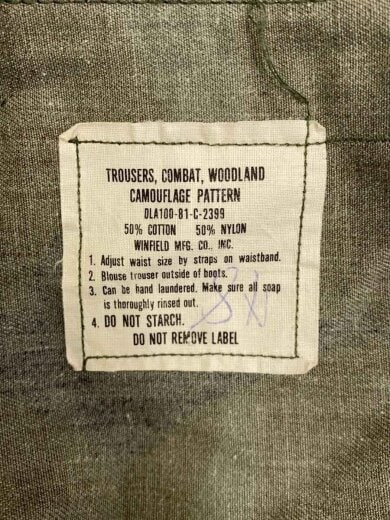 TROUSERS, COMBAT, WOODLAND
CAMOUFLAGE PATTERN
DLA100-81-C-2399
50% COTTON 50% NYLON
WINFIELD MFG. CO., INC.
1. Adjust waist size by straps on waistband.
2. Blouse trouser outside of boots.
3. Can be hand laundered. Make sure all soap
is thoroughly rinsed out.
4. DO NOT STARCH.
DO NOT REMOVE LABEL